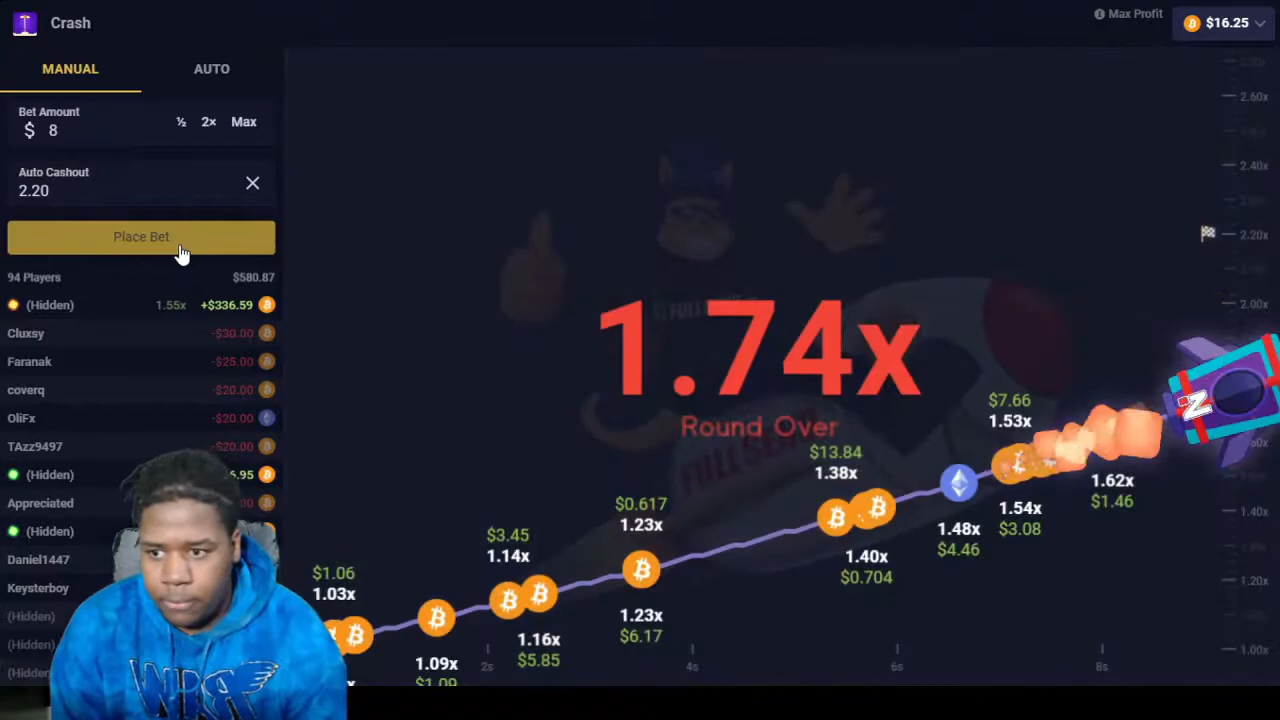 Crash
Max Profit
$16.25
MANUAL
AUTO
Bet Amount
$ 8
½ 2× Max
Auto Cashout
2.20
Place Bet
94 Players $580.87
(Hidden) 1.55x +$336.59
Cluxsy -$30.00
Faranak -$25.00
coverq -$20.00
OliFx -$20.00
TAzz9497 -$20.00
(Hidden)
Appreciated
(Hidden)
Daniel1447
Keysterboy
(Hidden)
(Hidden)
(Hidden)
1.74x
Round Over
$1.06
1.03x
1.09x
$1.09
$3.45
1.14x
1.16x
$5.85
$0.617
1.23x
1.23x
$6.17
$13.84
1.38x
1.40x
$0.704
1.48x
$4.46
$7.66
1.53x
1.54x
$3.08
1.62x
$1.46
2.60x
2.40x
2.20x
2.00x
1.40x
1.20x
1.00x
2s
4s
6s
8s